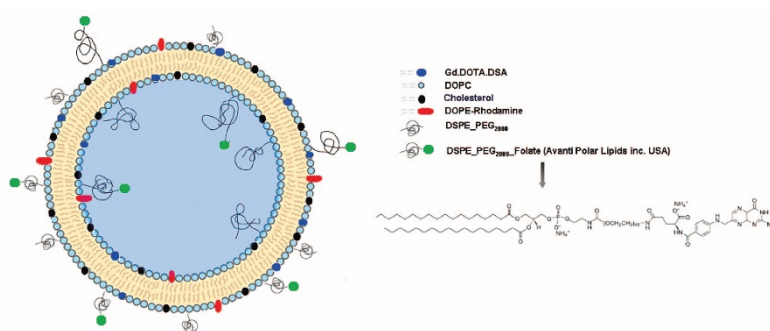 Gd.DOTA.DSA
DOPC
Cholesterol
DOPE-Rhodamine
DSPE_PEG2000
DSPE_PEG2000_Folate (Avanti Polar Lipids inc. USA)